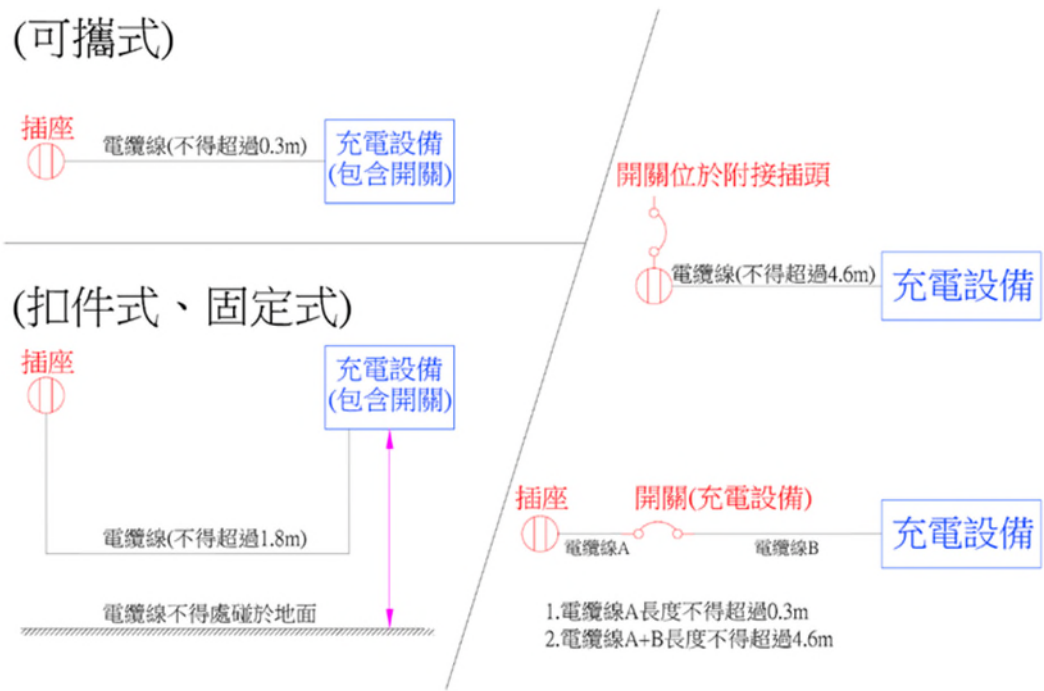 (可攜式)
插座
電纜線(不得超過0.3m)
充電設備
(包含開關)
(扣件式、固定式)
插座
充電設備
(包含開關)
電纜線(不得超過1.8m)
電纜線不得處碰於地面
開關位於附接插頭
電纜線(不得超過4.6m)
充電設備
插座
開關(充電設備)
電纜線A
電纜線B
充電設備
1.電纜線A長度不得超過0.3m
2.電纜線A+B長度不得超過4.6m